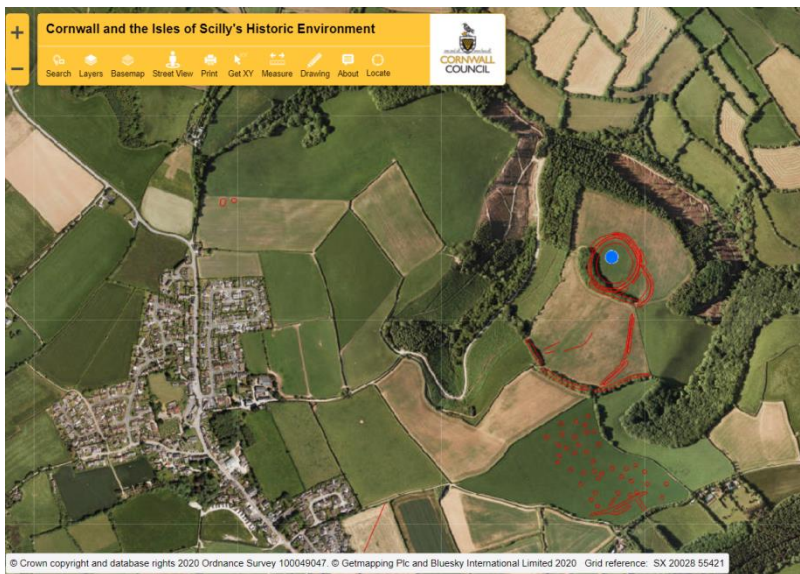 +
Cornwall and the Isles of Scilly's Historic Environment
Search Layers Basemap Street View Print Get XY Measure Drawing About Locate
CORNWALL
COUNCIL
−
© Crown copyright and database rights 2020 Ordnance Survey 100049047. © Getmapping Plc and Bluesky International Limited 2020 Grid reference: SX 20028 55421